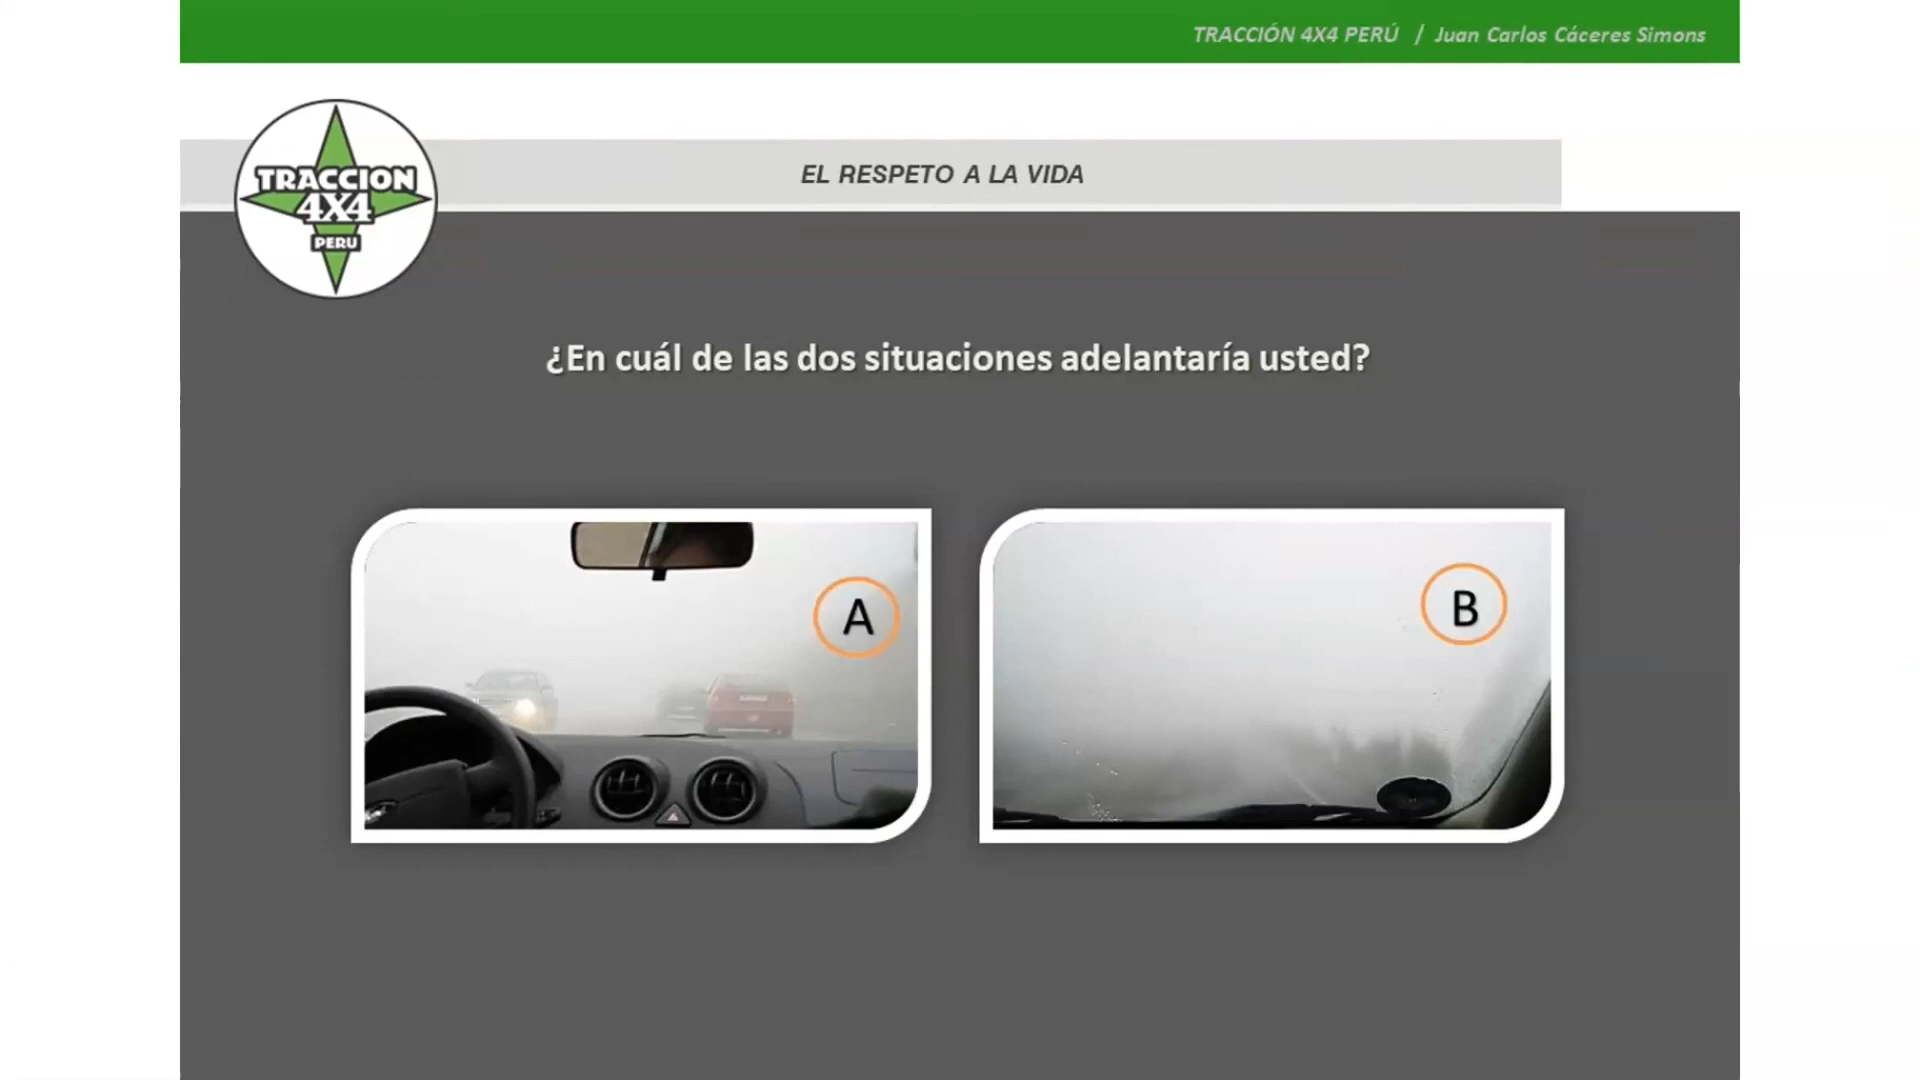 TRACCIÓN 4X4 PERÚ / Juan Carlos Cáceres Simons
TRACCION
4X4
PERU
EL RESPETO A LA VIDA
¿En cuál de las dos situaciones adelantaría usted?
A
B